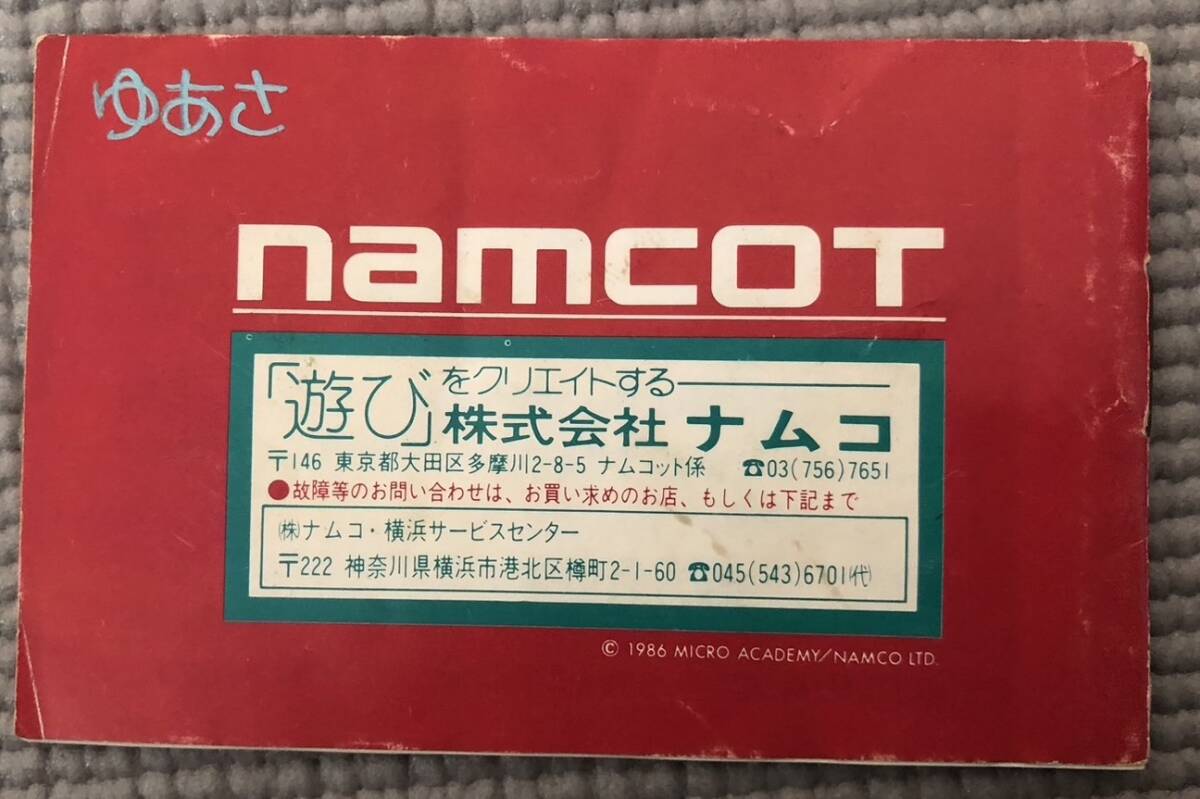 ゆあさ
namcoT
「遊び」をクリエイトする
株式会社 ナムコ
〒146 東京都大田区多摩川2-8-5 ナムコット係 ☎03(756)7651
●故障等のお問い合わせは、お買い求めのお店、もしくは下記まで
㈱ナムコ・横浜サービスセンター
〒222 神奈川県横浜市港北区樽町2-1-60 ☎045(543)6701㈹
© 1986 MICRO ACADEMY/NAMCO LTD.